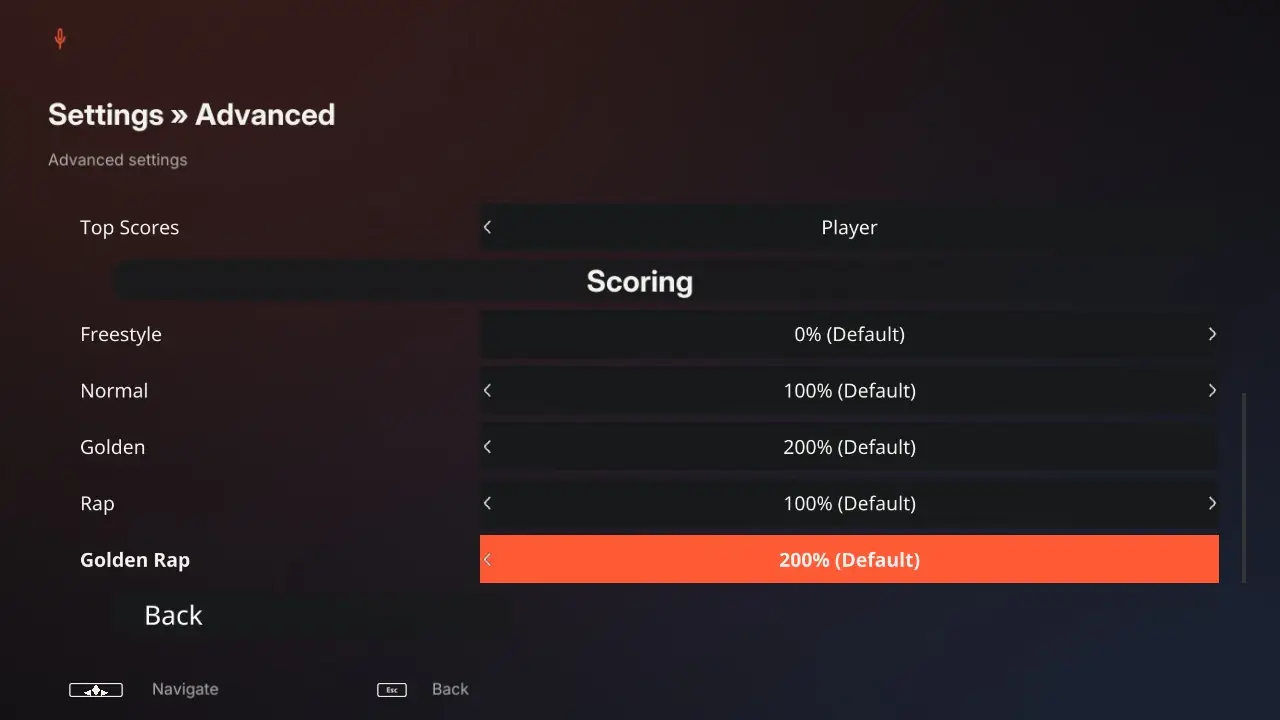 Settings » Advanced
Advanced settings
Top Scores Player
Scoring
Freestyle 0% (Default)
Normal 100% (Default)
Golden 200% (Default)
Rap 100% (Default)
Golden Rap 200% (Default)
Back
Navigate Esc Back